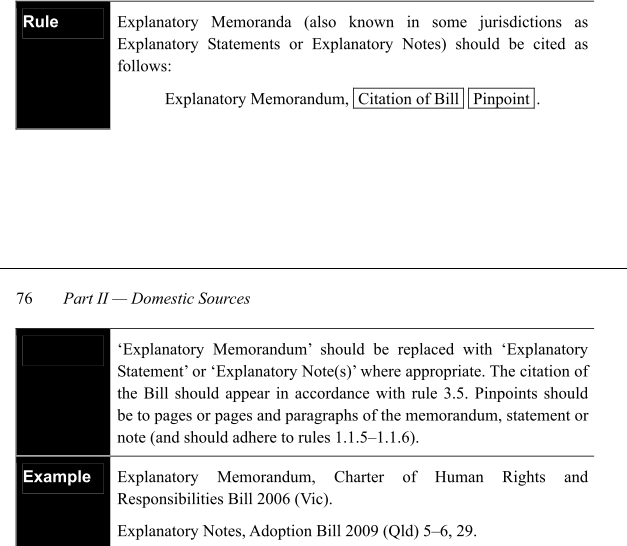 Rule
Explanatory Memoranda (also known in some jurisdictions as
Explanatory Statements or Explanatory Notes) should be cited as
follows:
Explanatory Memorandum, Citation of Bill Pinpoint.
76 Part II — Domestic Sources
‘Explanatory Memorandum’ should be replaced with ‘Explanatory
Statement’ or ‘Explanatory Note(s)’ where appropriate. The citation of
the Bill should appear in accordance with rule 3.5. Pinpoints should
be to pages or pages and paragraphs of the memorandum, statement or
note (and should adhere to rules 1.1.5–1.1.6).
Example
Explanatory Memorandum, Charter of Human Rights and
Responsibilities Bill 2006 (Vic).
Explanatory Notes, Adoption Bill 2009 (Qld) 5–6, 29.